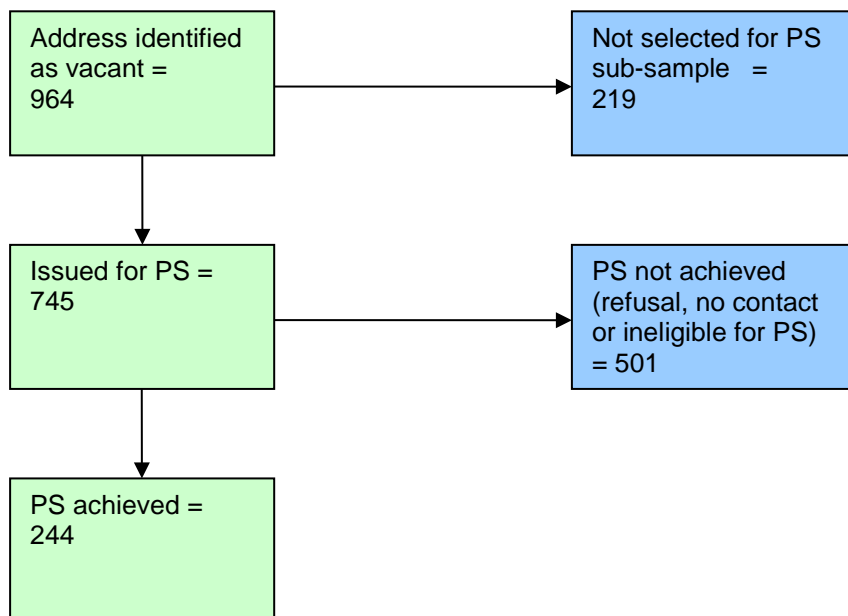 Address identified
as vacant =
964
Not selected for PS
sub-sample =
219
Issued for PS =
745
PS not achieved
(refusal, no contact
or ineligible for PS)
= 501
PS achieved =
244